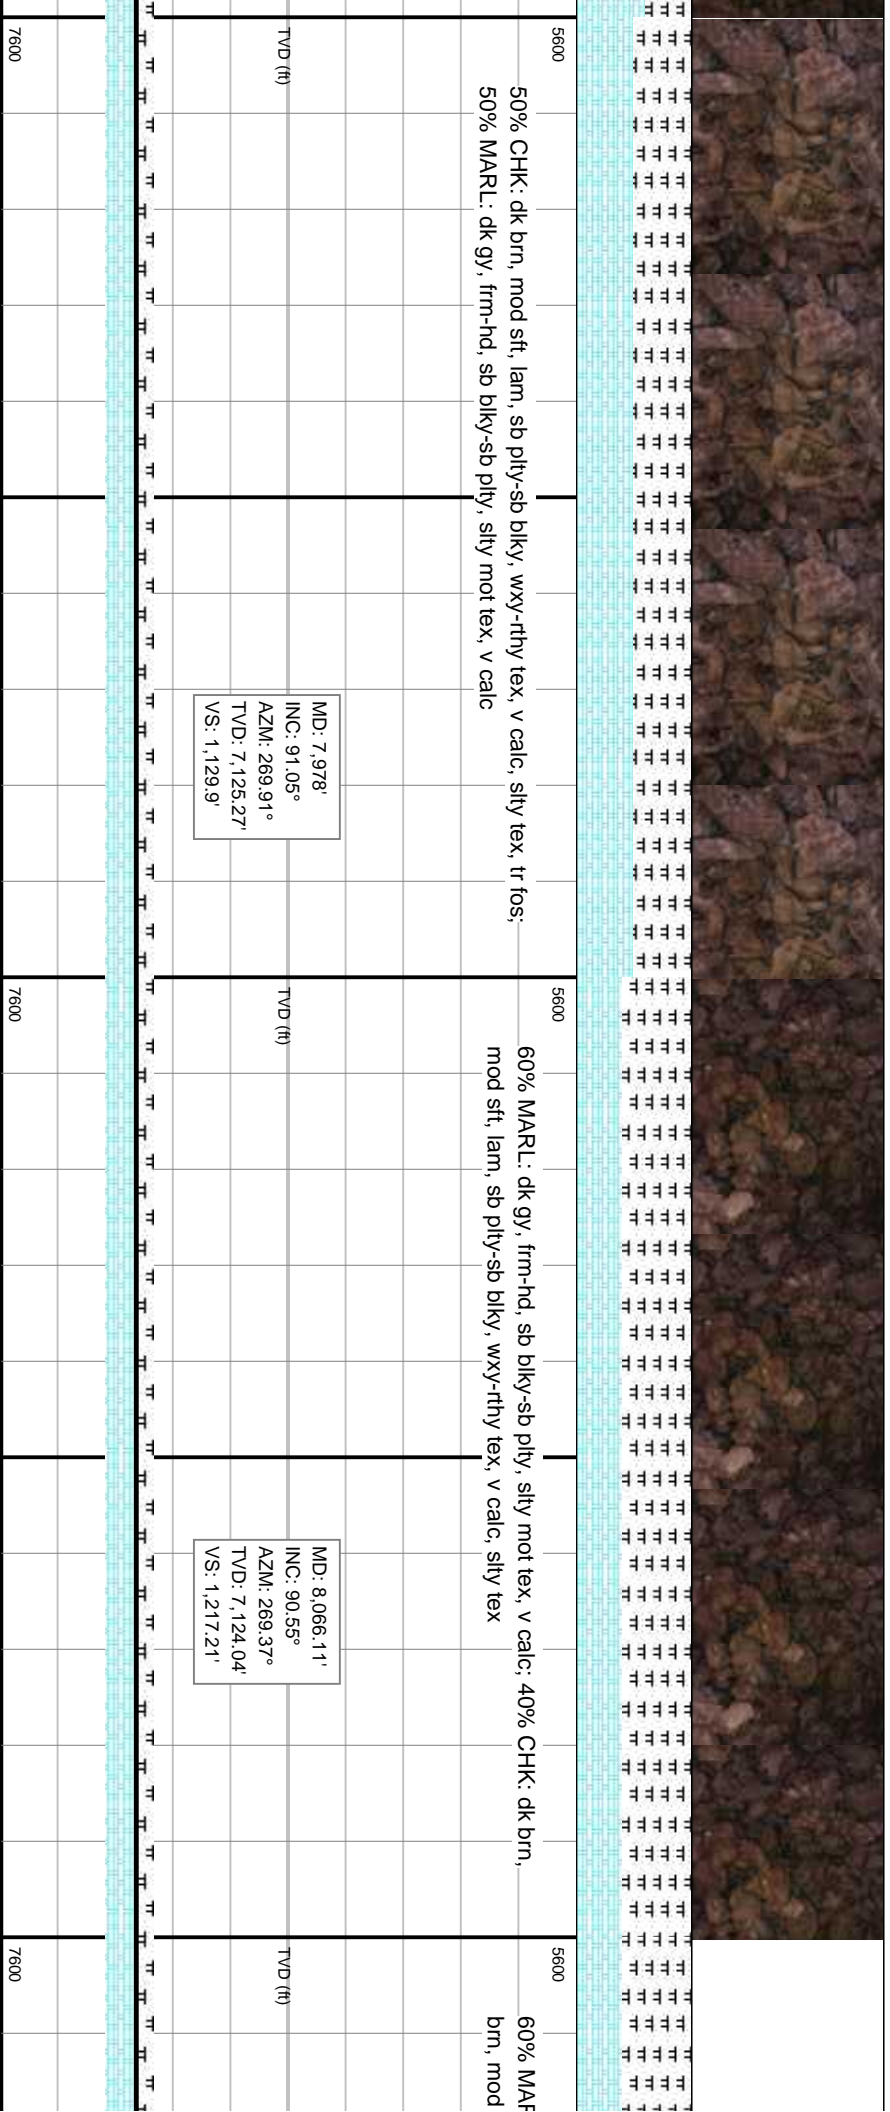 5600
TVD (ft)
7600
50% CHK: dk brn, mod sft, lam, sb plty-sb blky, wxy-rthy tex, v calc, slty tex, tr fos;
50% MARL: dk gy, frm-hd, sb blky-sb plty, slty mot tex, v calc
MD: 7,978'
INC: 91.05°
AZM: 269.91°
TVD: 7,125.27'
VS: 1,129.9'
5600
TVD (ft)
7600
60% MARL: dk gy, frm-hd, sb blky-sb plty, slty mot tex, v calc; 40% CHK: dk brn,
mod sft, lam, sb plty-sb blky, wxy-rthy tex, v calc, slty tex
MD: 8,066.11'
INC: 90.55°
AZM: 269.37°
TVD: 7,124.04'
VS: 1,217.21'
5600
TVD (ft)
7600
60% MAR
brn, mod